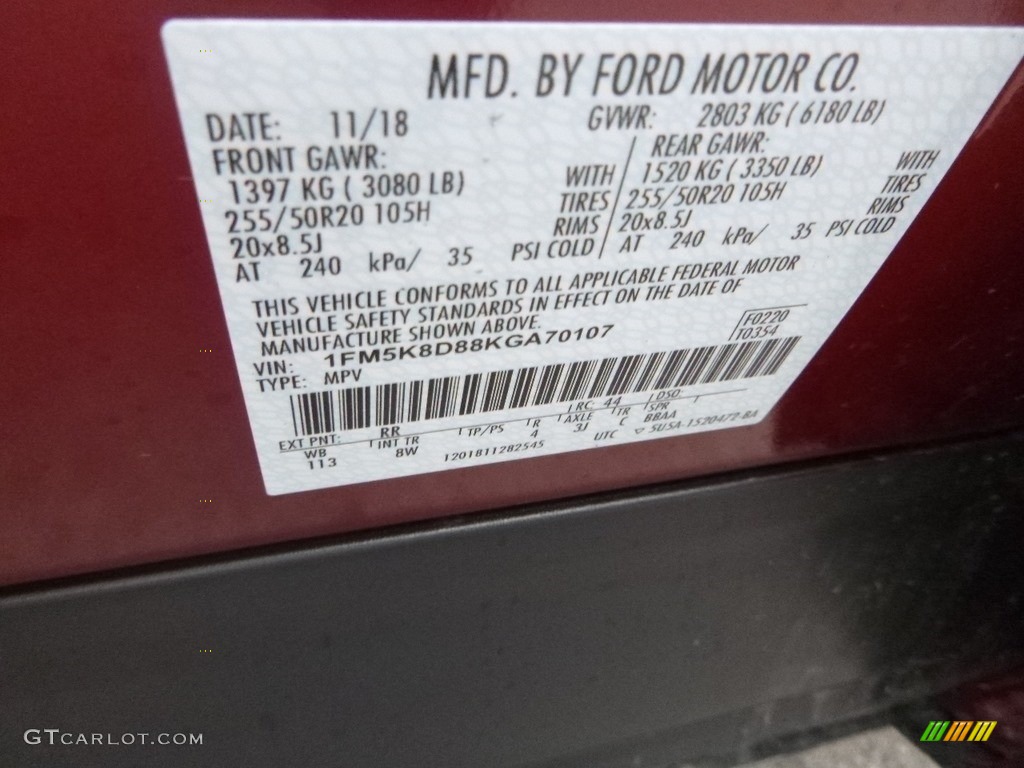 MFD. BY FORD MOTOR CO.
DATE: 11/18 GVWR: 2803 KG ( 6180 LB)
FRONT GAWR: REAR GAWR:
1397 KG ( 3080 LB) WITH 1520 KG ( 3350 LB) WITH
255/50R20 105H TIRES 255/50R20 105H TIRES
20x8.5J RIMS 20x8.5J RIMS
AT 240 kPa/ 35 PSI COLD AT 240 kPa/ 35 PSI COLD
THIS VEHICLE CONFORMS TO ALL APPLICABLE FEDERAL MOTOR
VEHICLE SAFETY STANDARDS IN EFFECT ON THE DATE OF
MANUFACTURE SHOWN ABOVE.
F0220
T0354
VIN: 1FM5K8D88KGA70107
TYPE: MPV
EXT PNT: RR RC: 44 DSO:
WB INT TR TP/PS R AXLE TR SPR
113 8W 4 3J C BBAA
1201811282545 UTC 5U5A-1520472-BA
GTCARLOT.COM